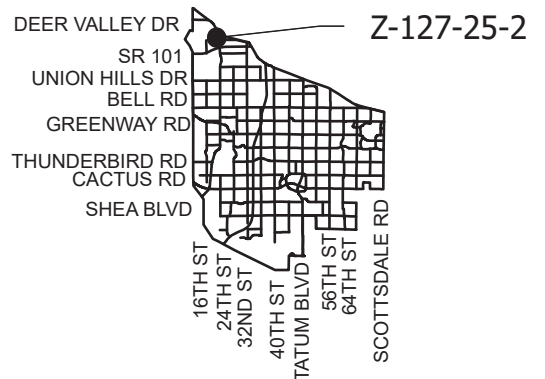 DEER VALLEY DR
Z-127-25-2
SR 101
UNION HILLS DR
BELL RD
GREENWAY RD
THUNDERBIRD RD
CACTUS RD
SHEA BLVD
16TH ST
24TH ST
32ND ST
40TH ST
TATUM BLVD
56TH ST
64TH ST
SCOTTSDALE RD